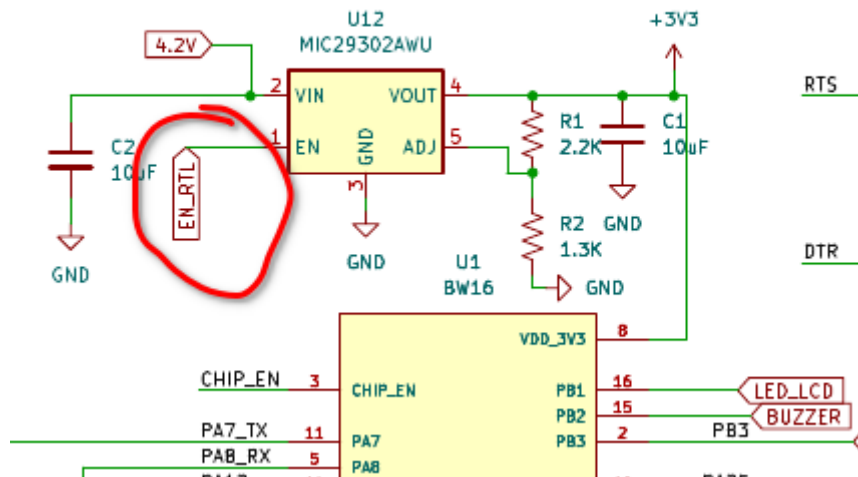 U12
MIC29302AWU
+3V3
4.2V
2
VIN
VOUT
4
RTS
1
EN
GND
ADJ
5
3
C2
10uF
EN_RTL
R1
2.2K
C1
10uF
GND
GND
R2
1.3K
GND
GND
DTR
U1
BW16
VDD_3V3
8
CHIP_EN
3
CHIP_EN
PB1
16
LED_LCD
PB2
15
BUZZER
PA7_TX
11
PA7
PB3
2
PB3
PA8_RX
5
PA8